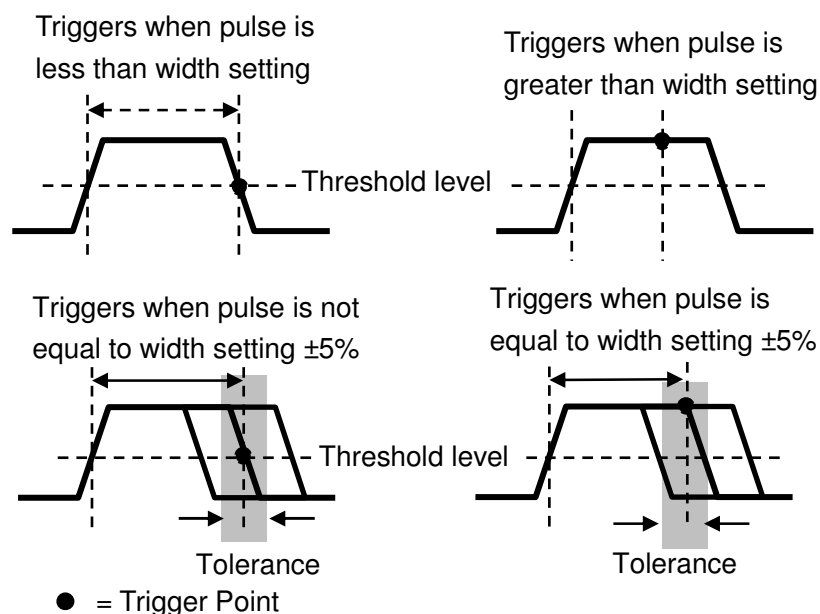 Triggers when pulse is
less than width setting
Threshold level
Triggers when pulse is
greater than width setting
Triggers when pulse is not
equal to width setting ±5%
Threshold level
Tolerance
Triggers when pulse is
equal to width setting ±5%
Tolerance
= Trigger Point